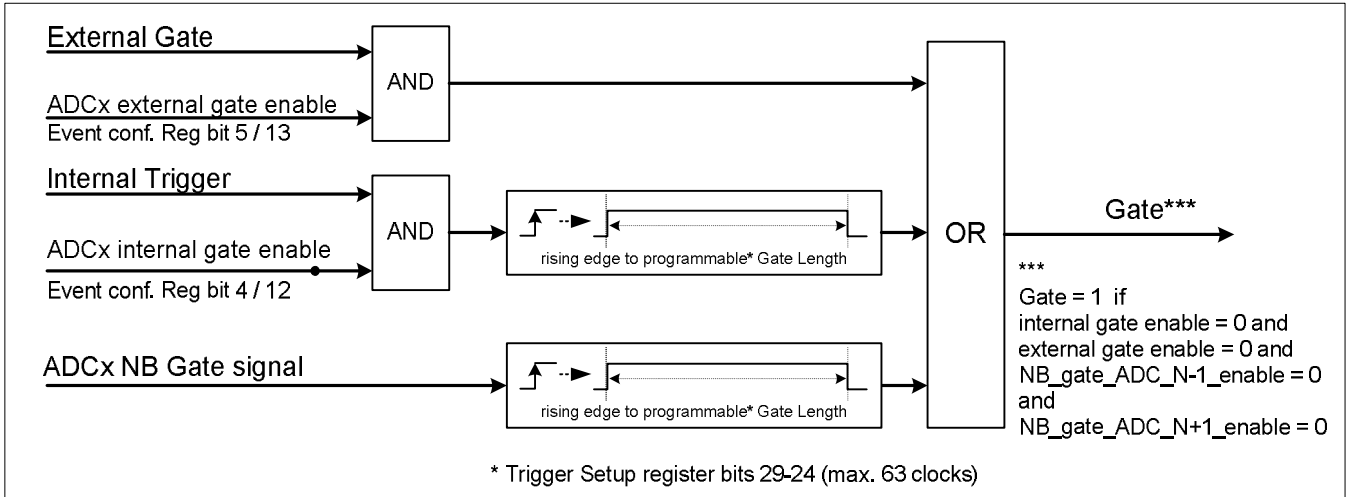 External Gate
ADCx external gate enable
Event conf. Reg bit 5 / 13
AND
Internal Trigger
ADCx internal gate enable
Event conf. Reg bit 4 / 12
AND
rising edge to programmable* Gate Length
ADCx NB Gate signal
rising edge to programmable* Gate Length
OR
Gate***
***
Gate = 1 if
internal gate enable = 0 and
external gate enable = 0 and
NB_gate_ADC_N-1_enable = 0
and
NB_gate_ADC_N+1_enable = 0
* Trigger Setup register bits 29-24 (max. 63 clocks)